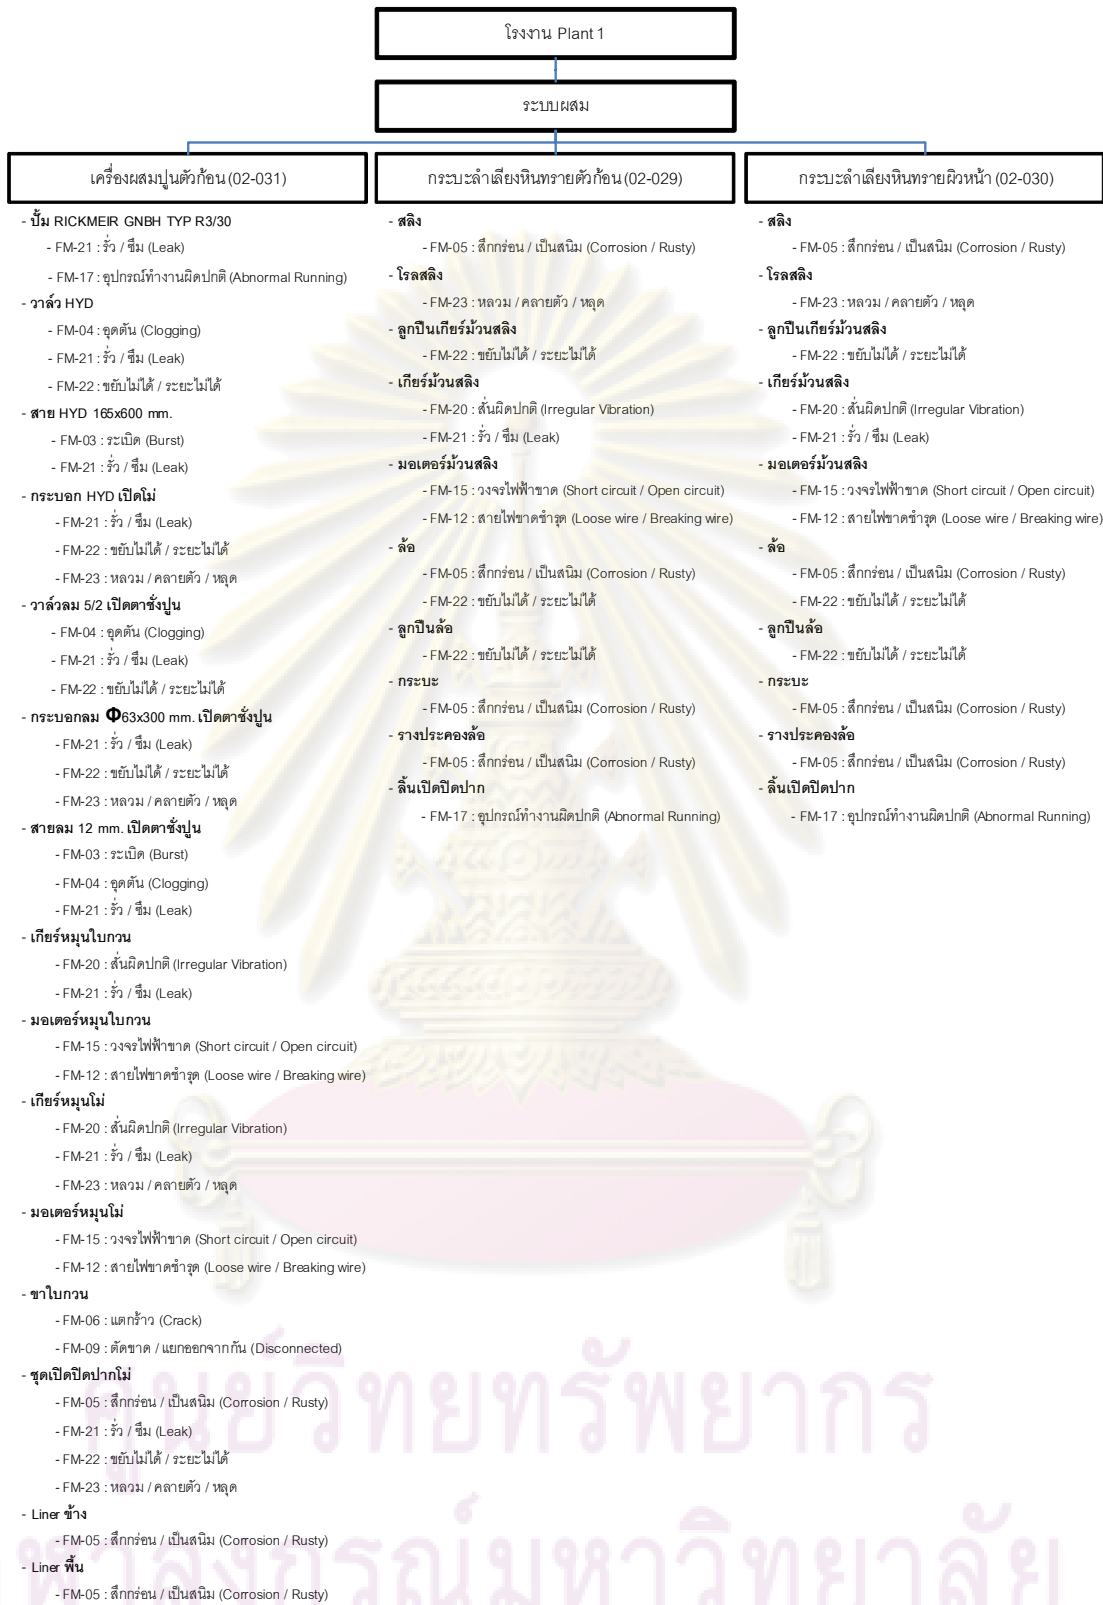 โรงงาน Plant 1
ระบบผสม
เครื่องผสมปูนตัวก้อน (02-031)
- ปั๊ม RICKMEIR GNBH TYP R3/30
- FM-21 : รั่ว / ซึม (Leak)
- FM-17 : อุปกรณ์ทำงานผิดปกติ (Abnormal Running)
- วาล์ว HYD
- FM-04 : อุดตัน (Clogging)
- FM-21 : รั่ว / ซึม (Leak)
- FM-22 : ขยับไม่ได้ / ระยะไม่ได้
- สาย HYD 165x600 mm.
- FM-03 : ระเบิด (Burst)
- FM-21 : รั่ว / ซึม (Leak)
- กระบอก HYD เปิดโม่
- FM-21 : รั่ว / ซึม (Leak)
- FM-22 : ขยับไม่ได้ / ระยะไม่ได้
- FM-23 : หลวม / คลายตัว / หลุด
- วาล์วลม 5/2 เปิดตาชั่งปูน
- FM-04 : อุดตัน (Clogging)
- FM-21 : รั่ว / ซึม (Leak)
- FM-22 : ขยับไม่ได้ / ระยะไม่ได้
- กระบอกลม Φ63x300 mm. เปิดตาชั่งปูน
- FM-21 : รั่ว / ซึม (Leak)
- FM-22 : ขยับไม่ได้ / ระยะไม่ได้
- FM-23 : หลวม / คลายตัว / หลุด
- สายลม 12 mm. เปิดตาชั่งปูน
- FM-03 : ระเบิด (Burst)
- FM-04 : อุดตัน (Clogging)
- FM-21 : รั่ว / ซึม (Leak)
- เกียร์หมุนใบกวน
- FM-20 : สั่นผิดปกติ (Irregular Vibration)
- FM-21 : รั่ว / ซึม (Leak)
- มอเตอร์หมุนใบกวน
- FM-15 : วงจรไฟฟ้าขาด (Short circuit / Open circuit)
- FM-12 : สายไฟขาดชำรุด (Loose wire / Breaking wire)
- เกียร์หมุนโม่
- FM-20 : สั่นผิดปกติ (Irregular Vibration)
- FM-21 : รั่ว / ซึม (Leak)
- FM-23 : หลวม / คลายตัว / หลุด
- มอเตอร์หมุนโม่
- FM-15 : วงจรไฟฟ้าขาด (Short circuit / Open circuit)
- FM-12 : สายไฟขาดชำรุด (Loose wire / Breaking wire)
- ขาใบกวน
- FM-06 : แตกร้าว (Crack)
- FM-09 : ตัดขาด / แยกออกจากกัน (Disconnected)
- ชุดเปิดปิดปากโม่
- FM-05 : สึกกร่อน / เป็นสนิม (Corrosion / Rusty)
- FM-21 : รั่ว / ซึม (Leak)
- FM-22 : ขยับไม่ได้ / ระยะไม่ได้
- FM-23 : หลวม / คลายตัว / หลุด
- Liner ข้าง
- FM-05 : สึกกร่อน / เป็นสนิม (Corrosion / Rusty)
- Liner พื้น
- FM-05 : สึกกร่อน / เป็นสนิม (Corrosion / Rusty)
กระบะลำเลียงหินทรายตัวก้อน (02-029)
- สลิง
- FM-05 : สึกกร่อน / เป็นสนิม (Corrosion / Rusty)
- โรลสลิง
- FM-23 : หลวม / คลายตัว / หลุด
- ลูกปืนเกียร์ม้วนสลิง
- FM-22 : ขยับไม่ได้ / ระยะไม่ได้
- เกียร์ม้วนสลิง
- FM-20 : สั่นผิดปกติ (Irregular Vibration)
- FM-21 : รั่ว / ซึม (Leak)
- มอเตอร์ม้วนสลิง
- FM-15 : วงจรไฟฟ้าขาด (Short circuit / Open circuit)
- FM-12 : สายไฟขาดชำรุด (Loose wire / Breaking wire)
- ล้อ
- FM-05 : สึกกร่อน / เป็นสนิม (Corrosion / Rusty)
- FM-22 : ขยับไม่ได้ / ระยะไม่ได้
- ลูกปืนล้อ
- FM-22 : ขยับไม่ได้ / ระยะไม่ได้
- กระบะ
- FM-05 : สึกกร่อน / เป็นสนิม (Corrosion / Rusty)
- รางประคองล้อ
- FM-05 : สึกกร่อน / เป็นสนิม (Corrosion / Rusty)
- ลิ้นเปิดปิดปาก
- FM-17 : อุปกรณ์ทำงานผิดปกติ (Abnormal Running)
กระบะลำเลียงหินทรายผิวหน้า (02-030)
- สลิง
- FM-05 : สึกกร่อน / เป็นสนิม (Corrosion / Rusty)
- โรลสลิง
- FM-23 : หลวม / คลายตัว / หลุด
- ลูกปืนเกียร์ม้วนสลิง
- FM-22 : ขยับไม่ได้ / ระยะไม่ได้
- เกียร์ม้วนสลิง
- FM-20 : สั่นผิดปกติ (Irregular Vibration)
- FM-21 : รั่ว / ซึม (Leak)
- มอเตอร์ม้วนสลิง
- FM-15 : วงจรไฟฟ้าขาด (Short circuit / Open circuit)
- FM-12 : สายไฟขาดชำรุด (Loose wire / Breaking wire)
- ล้อ
- FM-05 : สึกกร่อน / เป็นสนิม (Corrosion / Rusty)
- FM-22 : ขยับไม่ได้ / ระยะไม่ได้
- ลูกปืนล้อ
- FM-22 : ขยับไม่ได้ / ระยะไม่ได้
- กระบะ
- FM-05 : สึกกร่อน / เป็นสนิม (Corrosion / Rusty)
- รางประคองล้อ
- FM-05 : สึกกร่อน / เป็นสนิม (Corrosion / Rusty)
- ลิ้นเปิดปิดปาก
- FM-17 : อุปกรณ์ทำงานผิดปกติ (Abnormal Running)
ศูนย์วิทยทรัพยากร
จุฬาลงกรณ์มหาวิทยาลัย